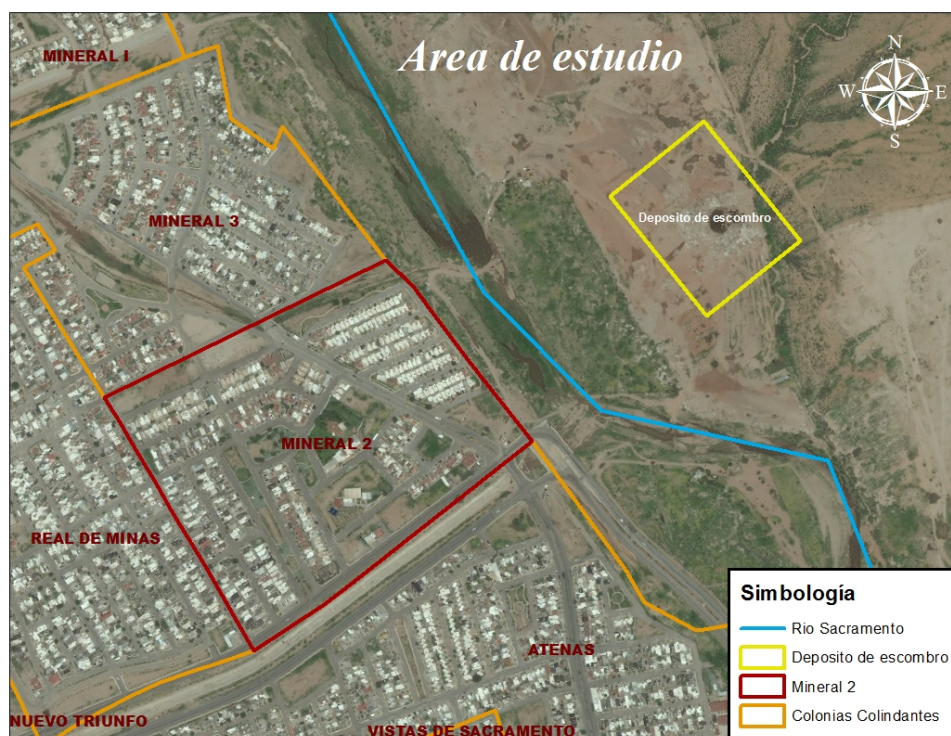 Area de estudio
MINERAL I
N
W E
S
MINERAL 3
Deposito de escombro
MINERAL 2
REAL DE MINAS
ATENAS
NUEVO TRIUNFO
VISTAS DE SACRAMENTO
Simbología
Rio Sacramento
Deposito de escombro
Mineral 2
Colonias Colindantes